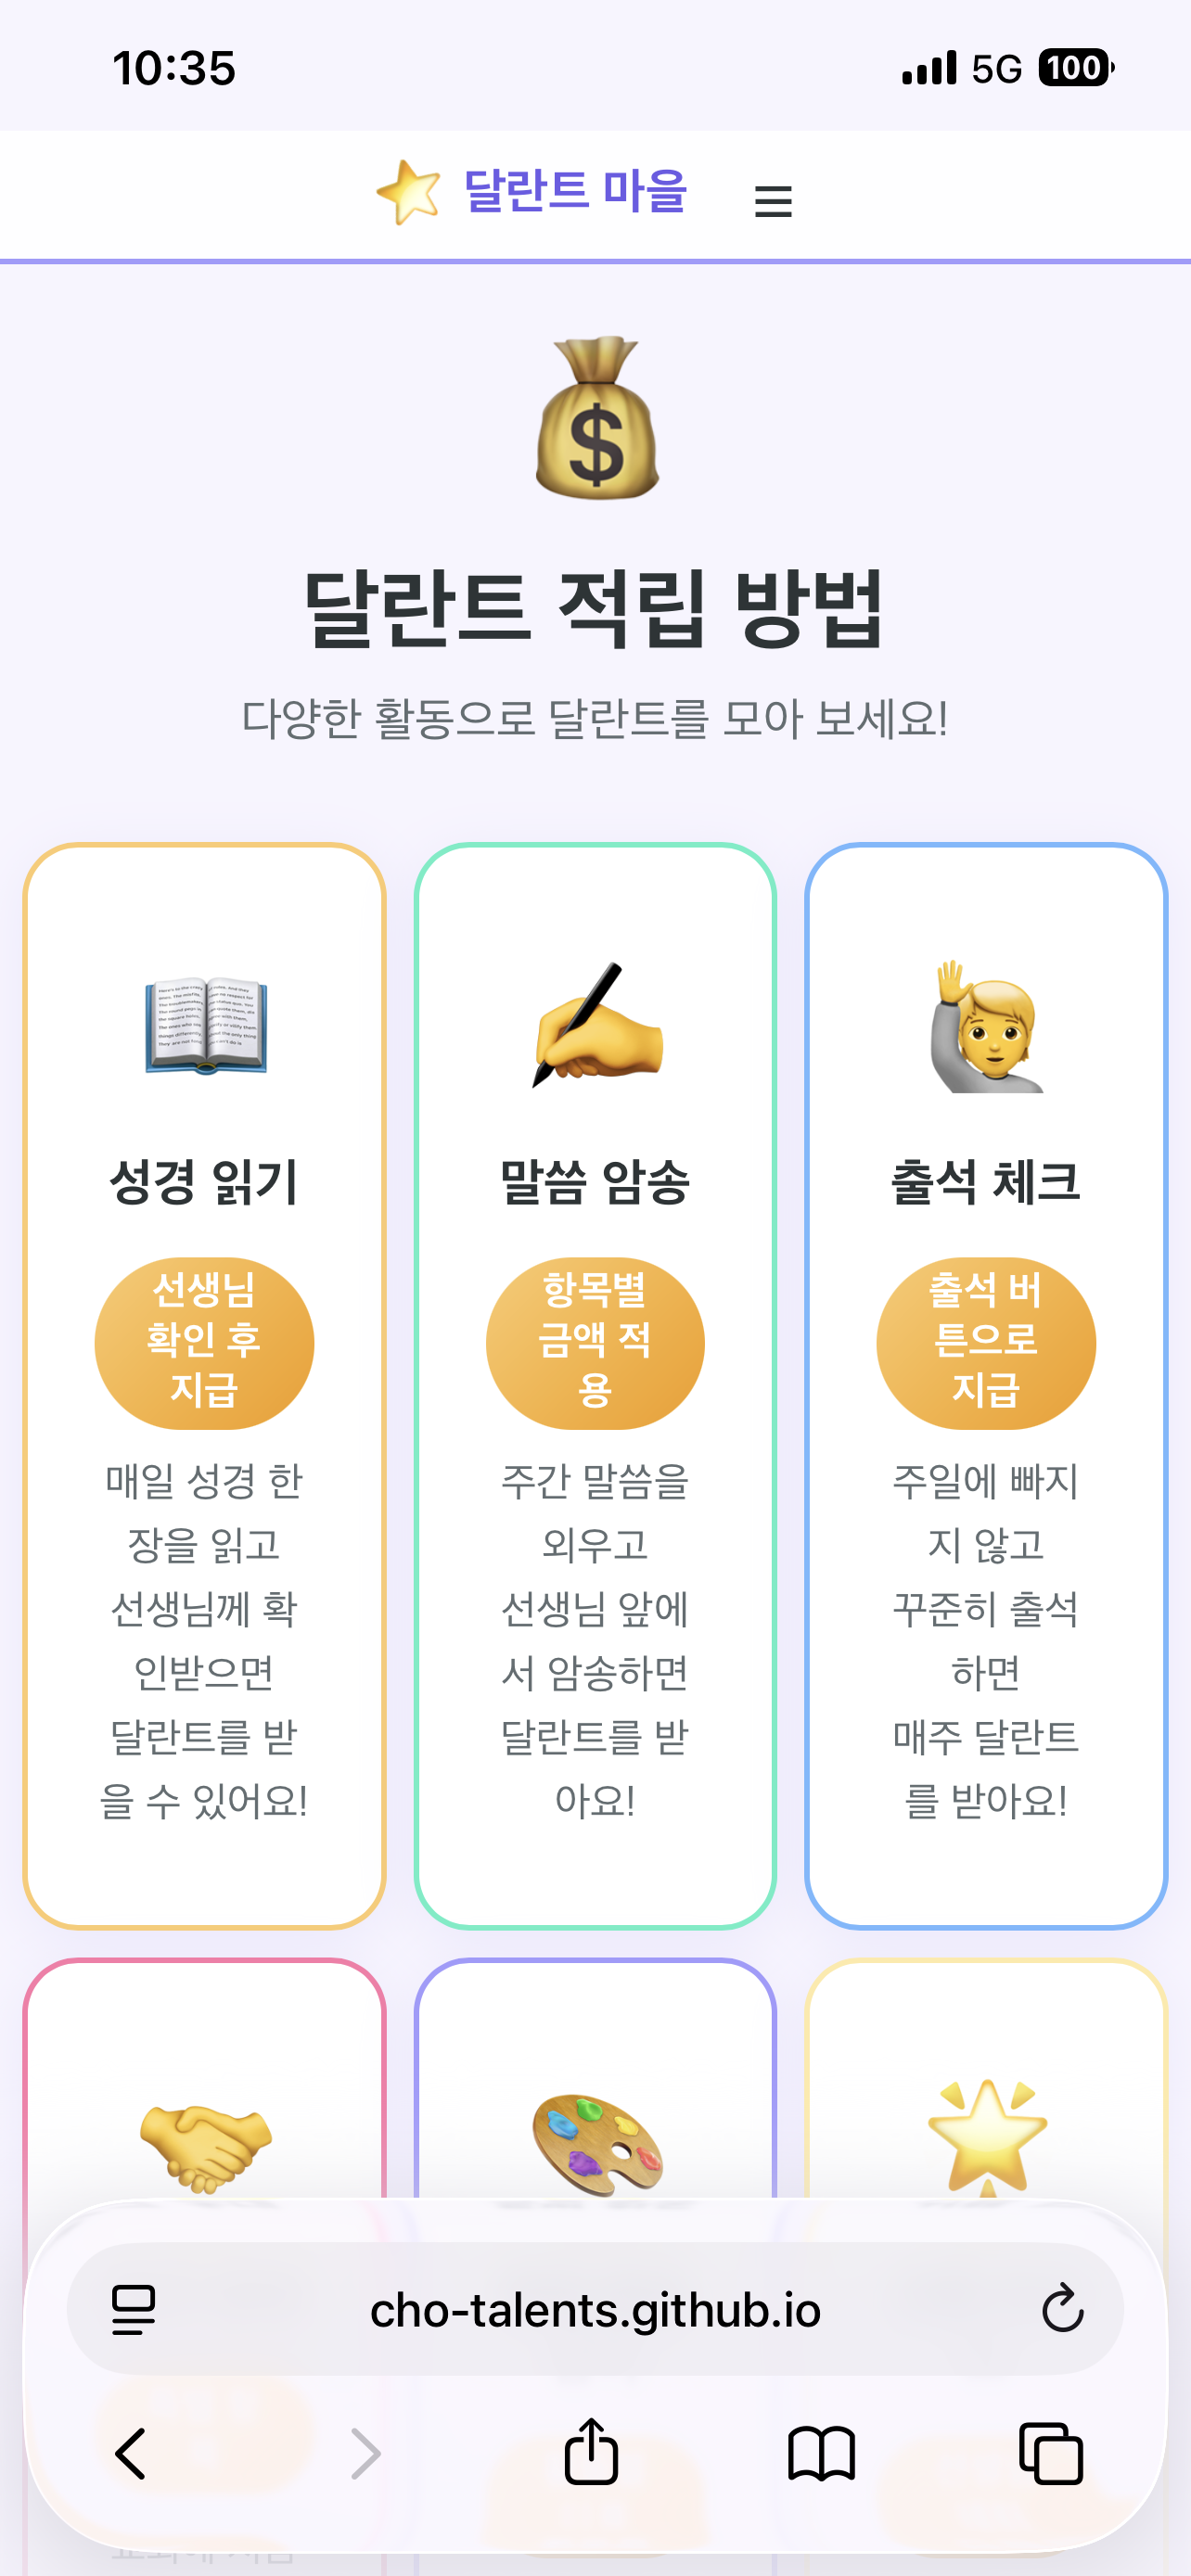 10:35
5G 100
달란트 마을
달란트 적립 방법
다양한 활동으로 달란트를 모아 보세요!
성경 읽기
선생님
확인 후
지급
매일 성경 한
장을 읽고
선생님께 확
인받으면
달란트를 받
을 수 있어요!
말씀 암송
항목별
금액 적
용
주간 말씀을
외우고
선생님 앞에
서 암송하면
달란트를 받
아요!
출석 체크
출석 버
튼으로
지급
주일에 빠지
지 않고
꾸준히 출석
하면
매주 달란트
를 받아요!
cho-talents.github.io